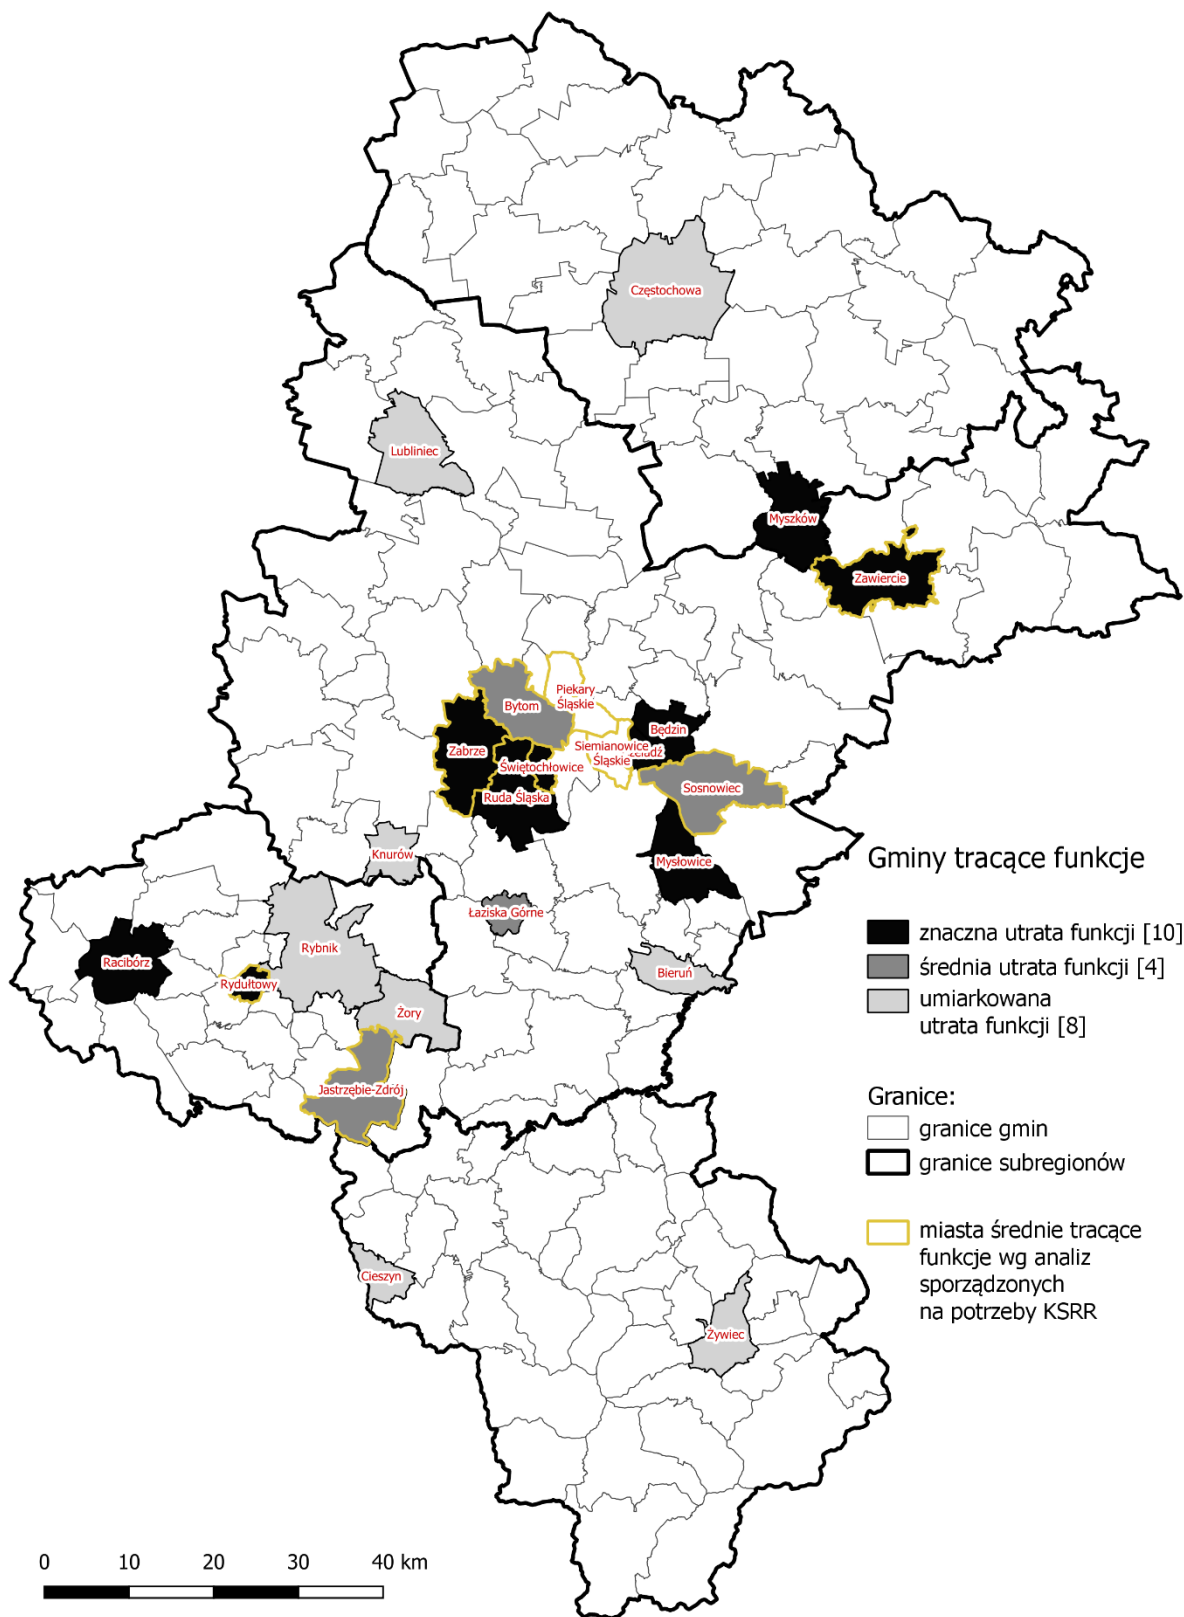 Częstochowa
Lubliniec
Myszków
Zawiercie
Piekary
Śląskie
Bytom
Będzin
Siemianowice
Śląskie
Zabrze
Świętochłowice
Sosnowiec
Ruda Śląska
Knurów
Mysłowice
Łaziska Górne
Rybnik
Racibórz
Bieruń
Rydułtowy
Żory
Jastrzębie-Zdrój
Cieszyn
Żywiec
Gminy tracące funkcje
znaczna utrata funkcji [10]
średnia utrata funkcji [4]
umiarkowana
utrata funkcji [8]
Granice:
granice gmin
granice subregionów
miasta średnie tracące
funkcje wg analiz
sporządzonych
na potrzeby KSRR
0 10 20 30 40 km